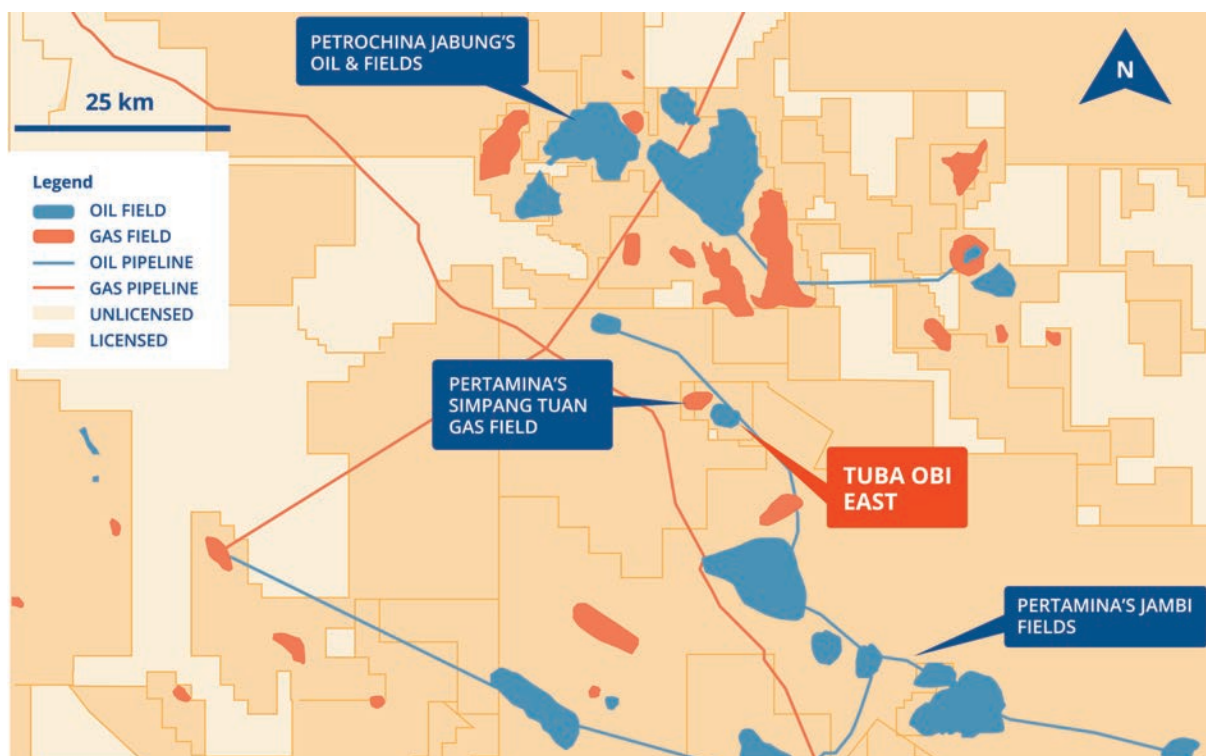 PETROCHINA JABUNG'S
OIL & FIELDS
N
25 km
Legend
OIL FIELD
GAS FIELD
OIL PIPELINE
GAS PIPELINE
UNLICENSED
LICENSED
PERTAMINA'S
SIMPANG TUAN
GAS FIELD
TUBA OBI
EAST
PERTAMINA'S JAMBI
FIELDS